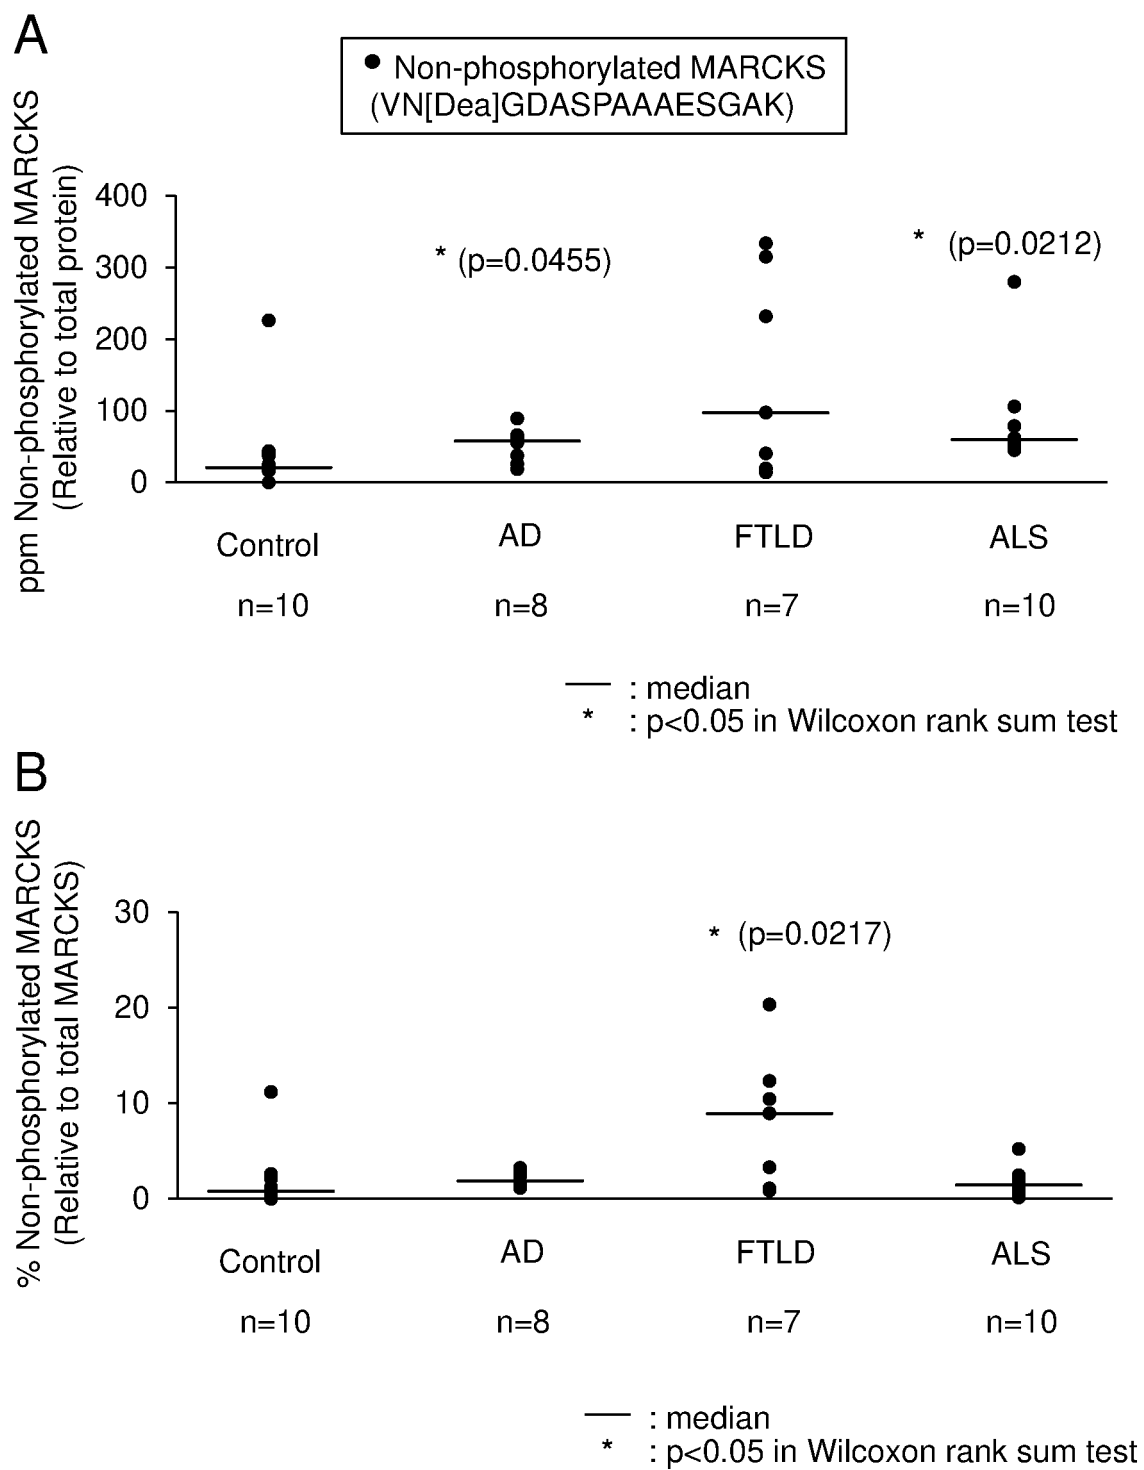 A
● Non-phosphorylated MARCKS
(VN[Dea]GDASPAAAESGAK)
ppm Non-phosphorylated MARCKS
(Relative to total protein)
400
300
200
100
0
* (p=0.0455)
* (p=0.0212)
Control AD FTLD ALS
n=10 n=8 n=7 n=10
: median
* : p<0.05 in Wilcoxon rank sum test
B
% Non-phosphorylated MARCKS
(Relative to total MARCKS)
30
20
10
0
* (p=0.0217)
Control AD FTLD ALS
n=10 n=8 n=7 n=10
: median
* : p<0.05 in Wilcoxon rank sum test